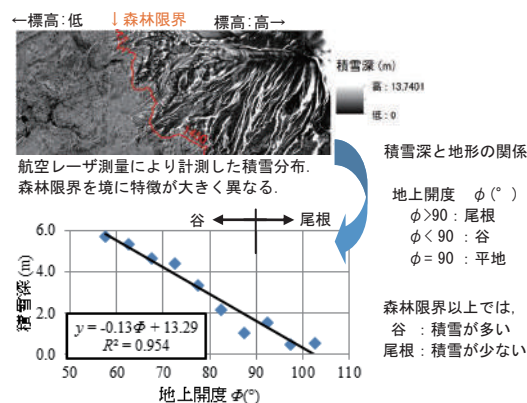 ←標高:低 ↓森林限界 標高:高→
積雪深(m)
高:13.7401
低:0
航空レーザ測量により計測した積雪分布.
森林限界を境に特徴が大きく異なる.
積雪深と地形の関係
地上開度 φ(°)
φ>90:尾根
φ<90:谷
φ=90:平地
森林限界以上では,
谷 :積雪が多い
尾根:積雪が少ない
谷 尾根
積雪深(m)
6.0
4.0
2.0
0.0
y = -0.13Φ + 13.29
R² = 0.954
50 60 70 80 90 100 110
地上開度 Φ(°)